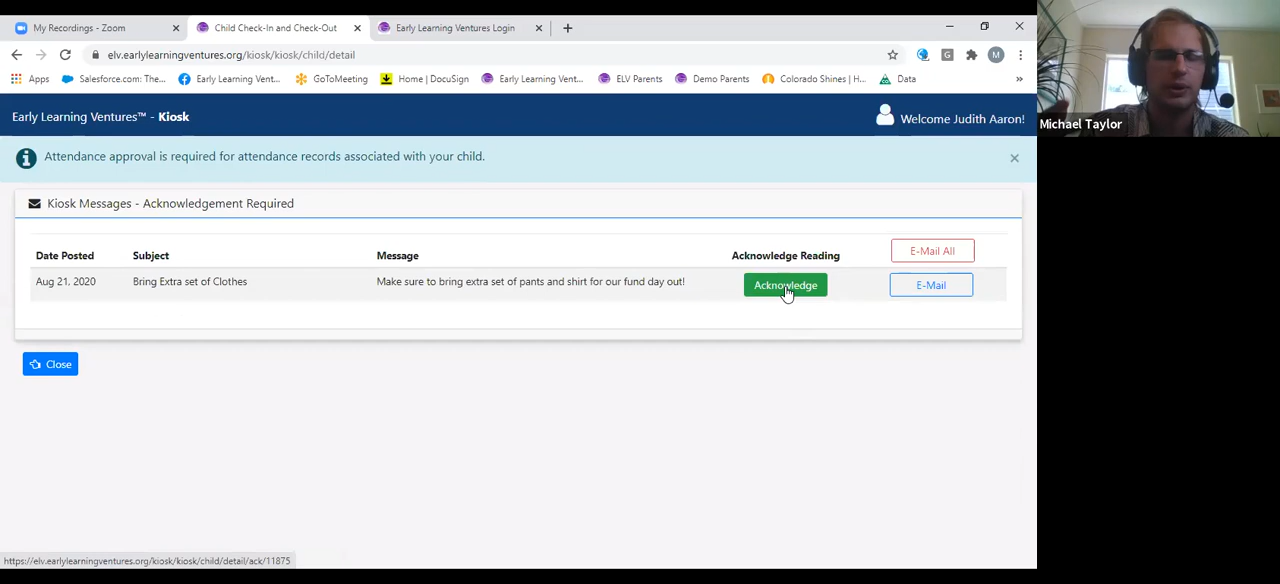 My Recordings - Zoom
Child Check-In and Check-Out
Early Learning Ventures Login
elv.earlylearningventures.org/kiosk/kiosk/child/detail
M
Apps
Salesforce.com: The...
Early Learning Vent...
GoToMeeting
Home | DocuSign
Early Learning Vent...
ELV Parents
Demo Parents
Colorado Shines | H...
Data
»
Early Learning Ventures™ - Kiosk
Welcome Judith Aaron!
Michael Taylor
Attendance approval is required for attendance records associated with your child.
Kiosk Messages - Acknowledgement Required
Date Posted Subject Message Acknowledge Reading E-Mail All
Aug 21. 2020 Bring Extra set of Clothes Make sure to bring extra set of pants and shirt for our fund day out! Acknowledge E-Mail
Close
https://elv.earlylearningventures.org/kiosk/kiosk/child/detail/ack/11875